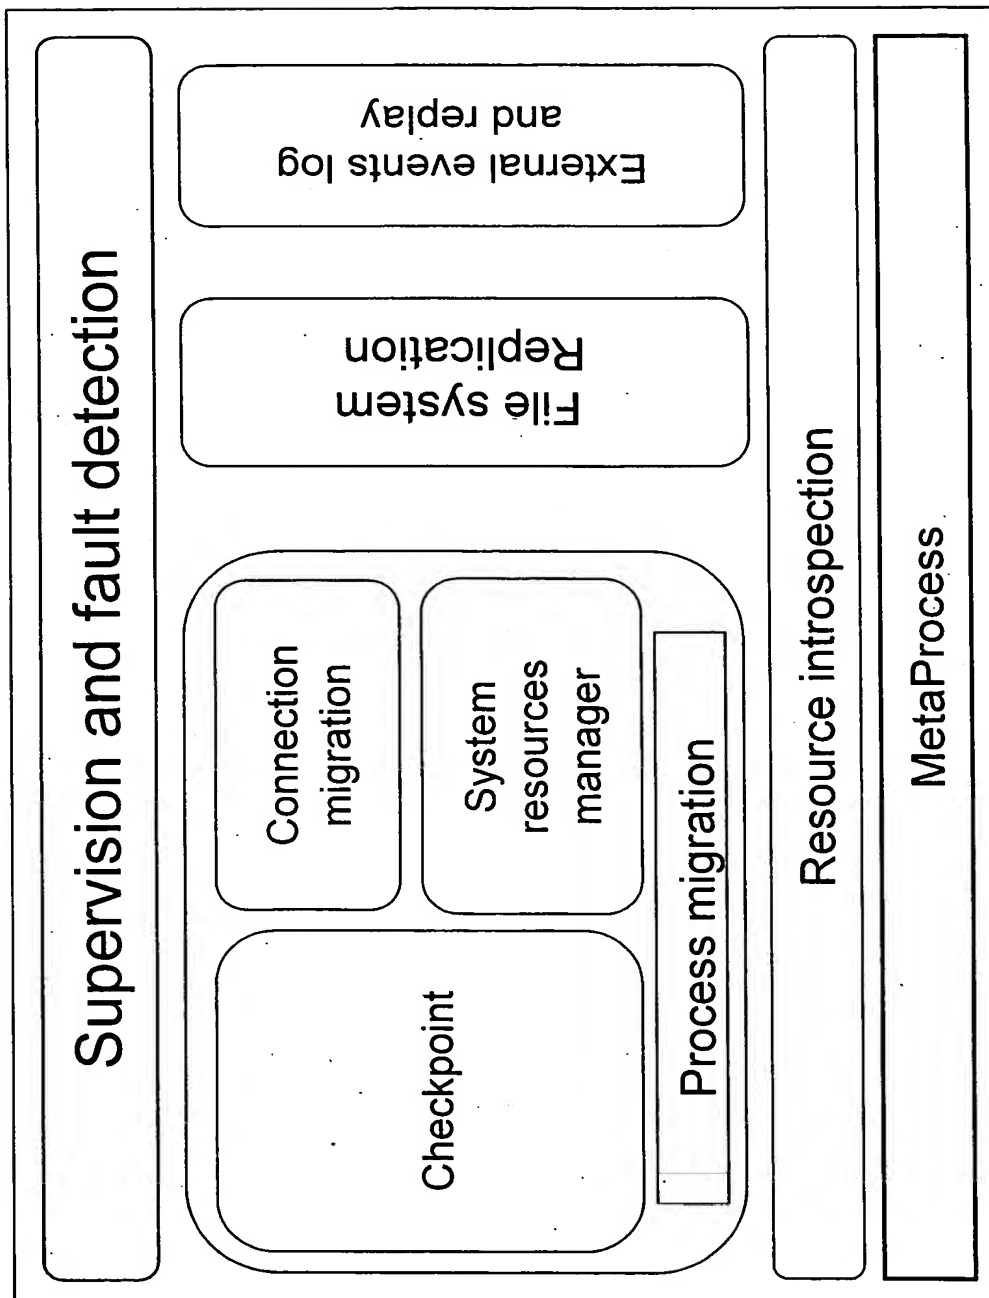 Supervision and fault detection
Checkpoint
Connection
migration
System
resources
manager
Process migration
File system
Replication
External events log
and replay
Resource introspection
MetaProcess